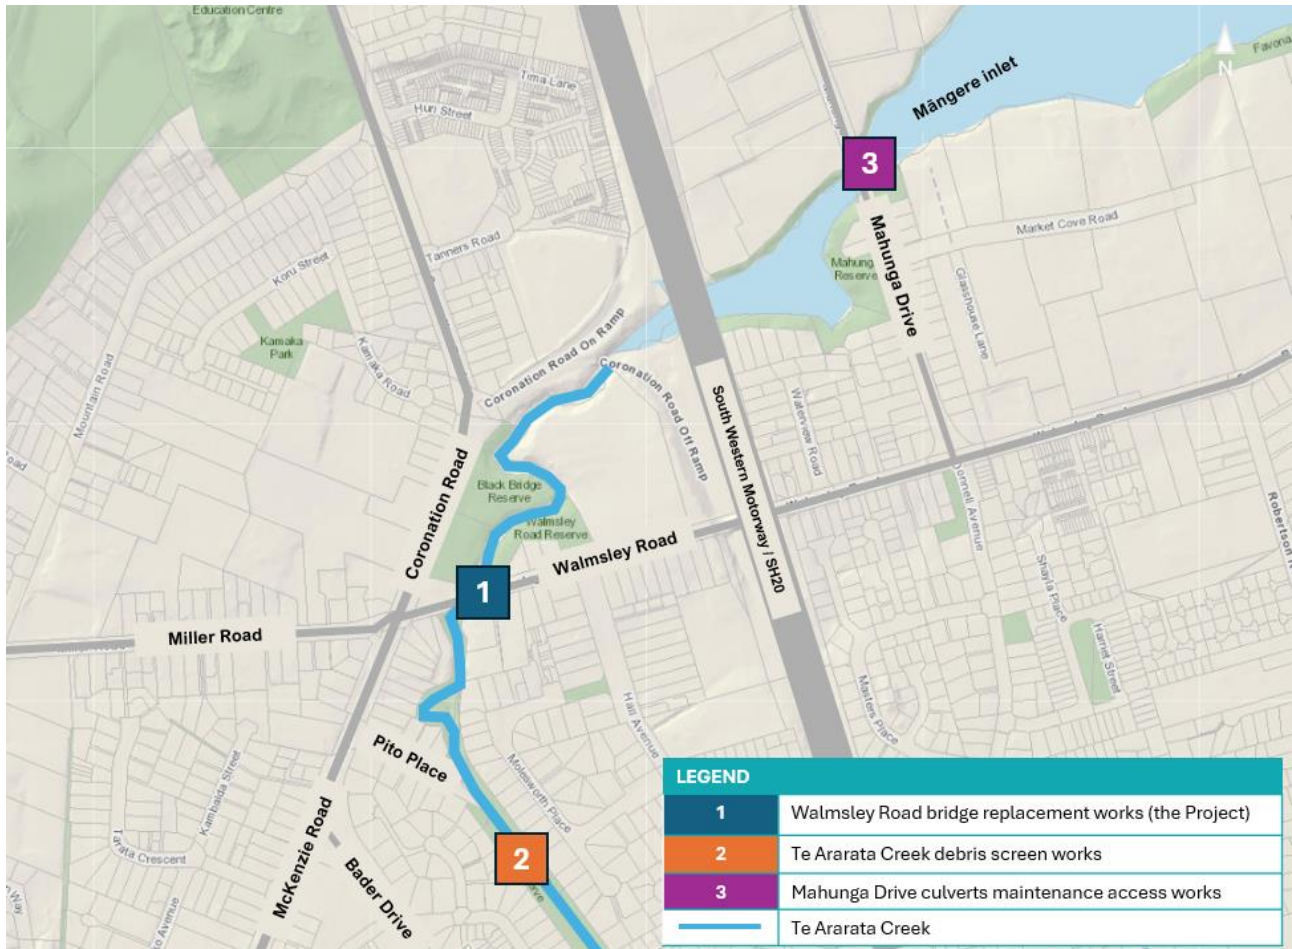 Education Centre
Tima Lane
Huri Street
Māngere inlet
N
3
Mahunga Drive
Market Cove Road
Mahunga
Reserve
Glasshouse Lane
Tanners Road
Koru Street
Kamaka
Park
Kamaka Road
Mountain Road
Coronation Road On Ramp
Coronation Road Off Ramp
South Western Motorway / SH20
Waterview Road
Coronation Road
Black Bridge
Reserve
Walmsley
Road Reserve
Walmsley Road
1
Miller Road
Robertson
Shayla Place
Harriet Street
Masters Place
Hall Avenue
Pito Place
Molesworth Place
Kambalda Street
Tarata Crescent
McKenzie Road
Bader Drive
2
LEGEND
1 Walmsley Road bridge replacement works (the Project)
2 Te Ararata Creek debris screen works
3 Mahunga Drive culverts maintenance access works
Te Ararata Creek